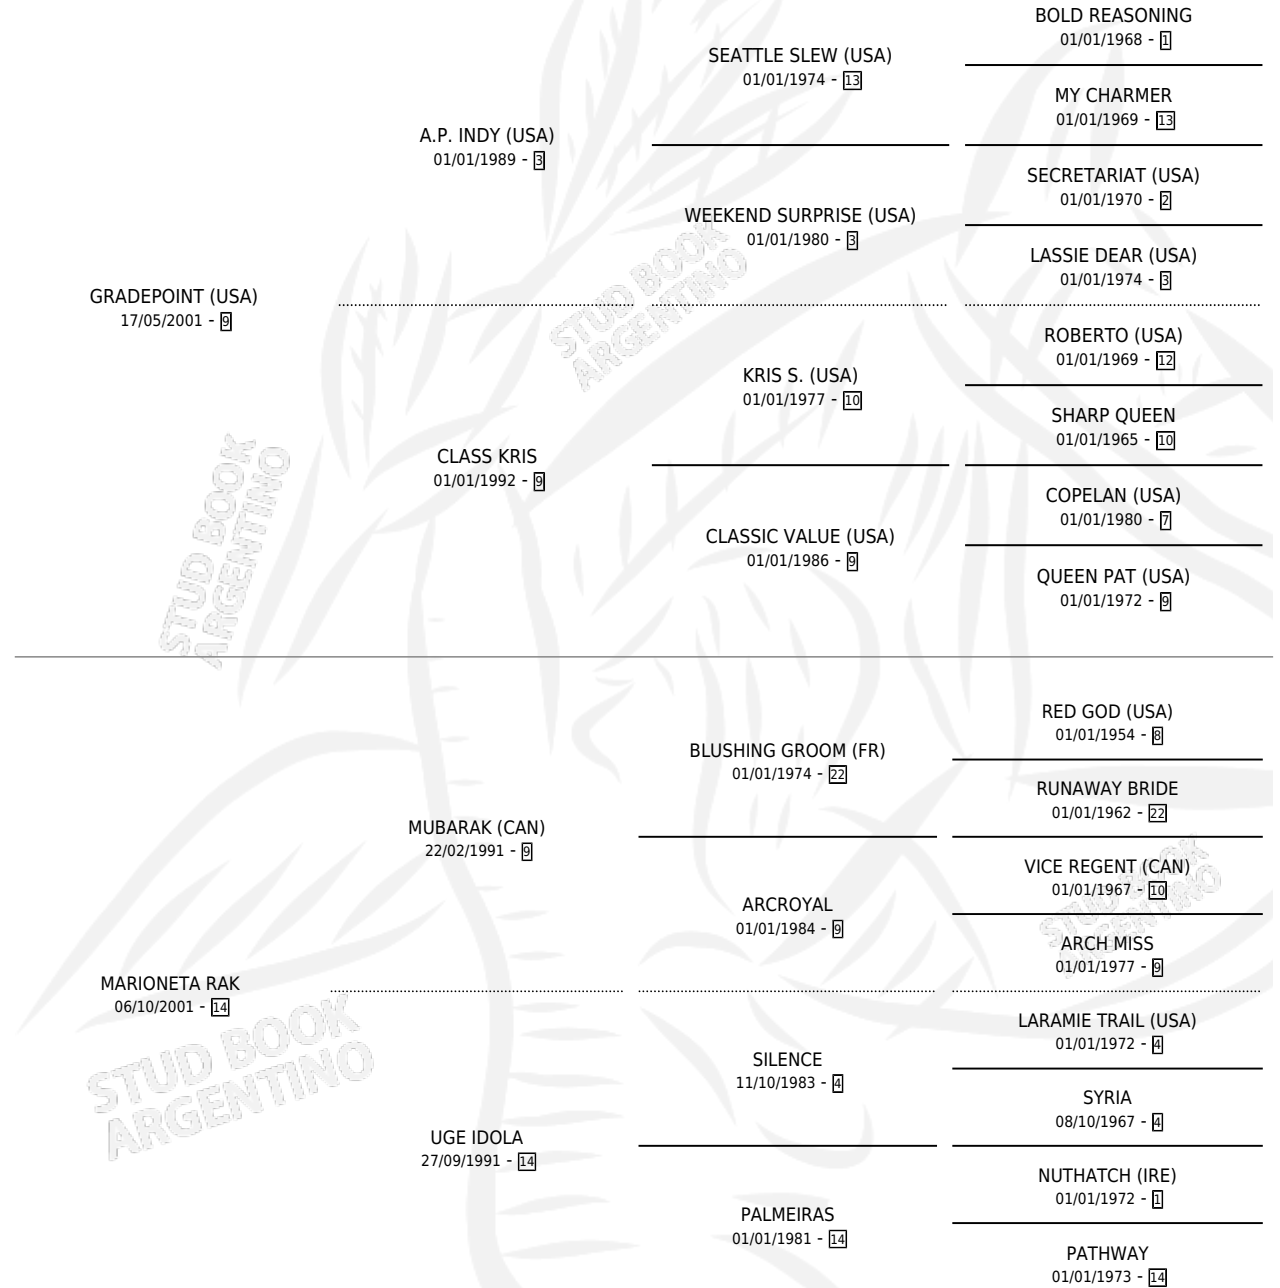 BOLD REASONING
01/01/1968 - 1
SEATTLE SLEW (USA)
01/01/1974 - 13
MY CHARMER
01/01/1969 - 13
A.P. INDY (USA)
01/01/1989 - 3
SECRETARIAT (USA)
01/01/1970 - 2
WEEKEND SURPRISE (USA)
01/01/1980 - 3
LASSIE DEAR (USA)
01/01/1974 - 3
GRADEPOINT (USA)
17/05/2001 - 9
ROBERTO (USA)
01/01/1969 - 12
KRIS S. (USA)
01/01/1977 - 10
SHARP QUEEN
01/01/1965 - 10
CLASS KRIS
01/01/1992 - 9
COPELAN (USA)
01/01/1980 - 7
CLASSIC VALUE (USA)
01/01/1986 - 9
QUEEN PAT (USA)
01/01/1972 - 9
RED GOD (USA)
01/01/1954 - 8
BLUSHING GROOM (FR)
01/01/1974 - 22
RUNAWAY BRIDE
01/01/1962 - 22
MUBARAK (CAN)
22/02/1991 - 9
VICE REGENT (CAN)
01/01/1967 - 10
ARCROYAL
01/01/1984 - 9
ARCH MISS
01/01/1977 - 9
MARIONETA RAK
06/10/2001 - 14
LARAMIE TRAIL (USA)
01/01/1972 - 4
SILENCE
11/10/1983 - 4
SYRIA
08/10/1967 - 4
UGE IDOLA
27/09/1991 - 14
NUTHATCH (IRE)
01/01/1972 - 1
PALMEIRAS
01/01/1981 - 14
PATHWAY
01/01/1973 - 14
STUD BOOK
ARGENTINO
STUD BOOK
ARGENTINO
STUD BOOK
ARGENTINO
STUD BOOK
ARGENTINO